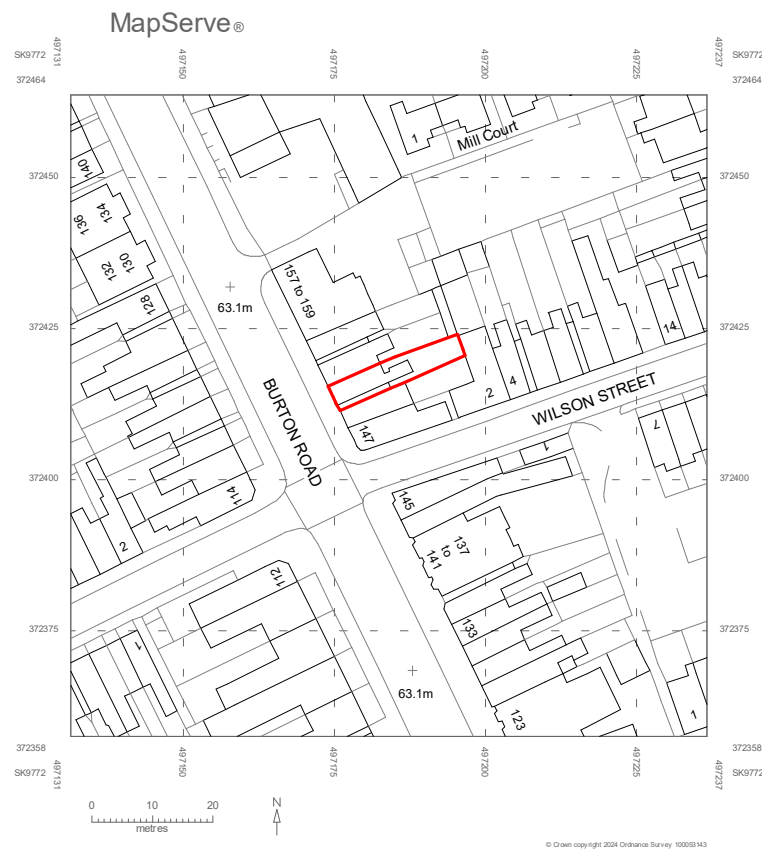 MapServe®
SK9772
497131
497150
497175
497200
497225
497237
SK9772
372464
372464
1
Mill Court
140
372450
372450
134
136
130
132
157 to 159
128
63.1m
372425
372425
14
BURTON ROAD
2
4
WILSON STREET
147
7
1
372400
372400
114
145
2
137
to
141
112
133
1
372375
372375
63.1m
123
1
372358
372358
SK9772
497131
497150
497175
497200
497225
497237
SK9772
0 10 20
metres
N
© Crown copyright 2024 Ordnance Survey 100053143